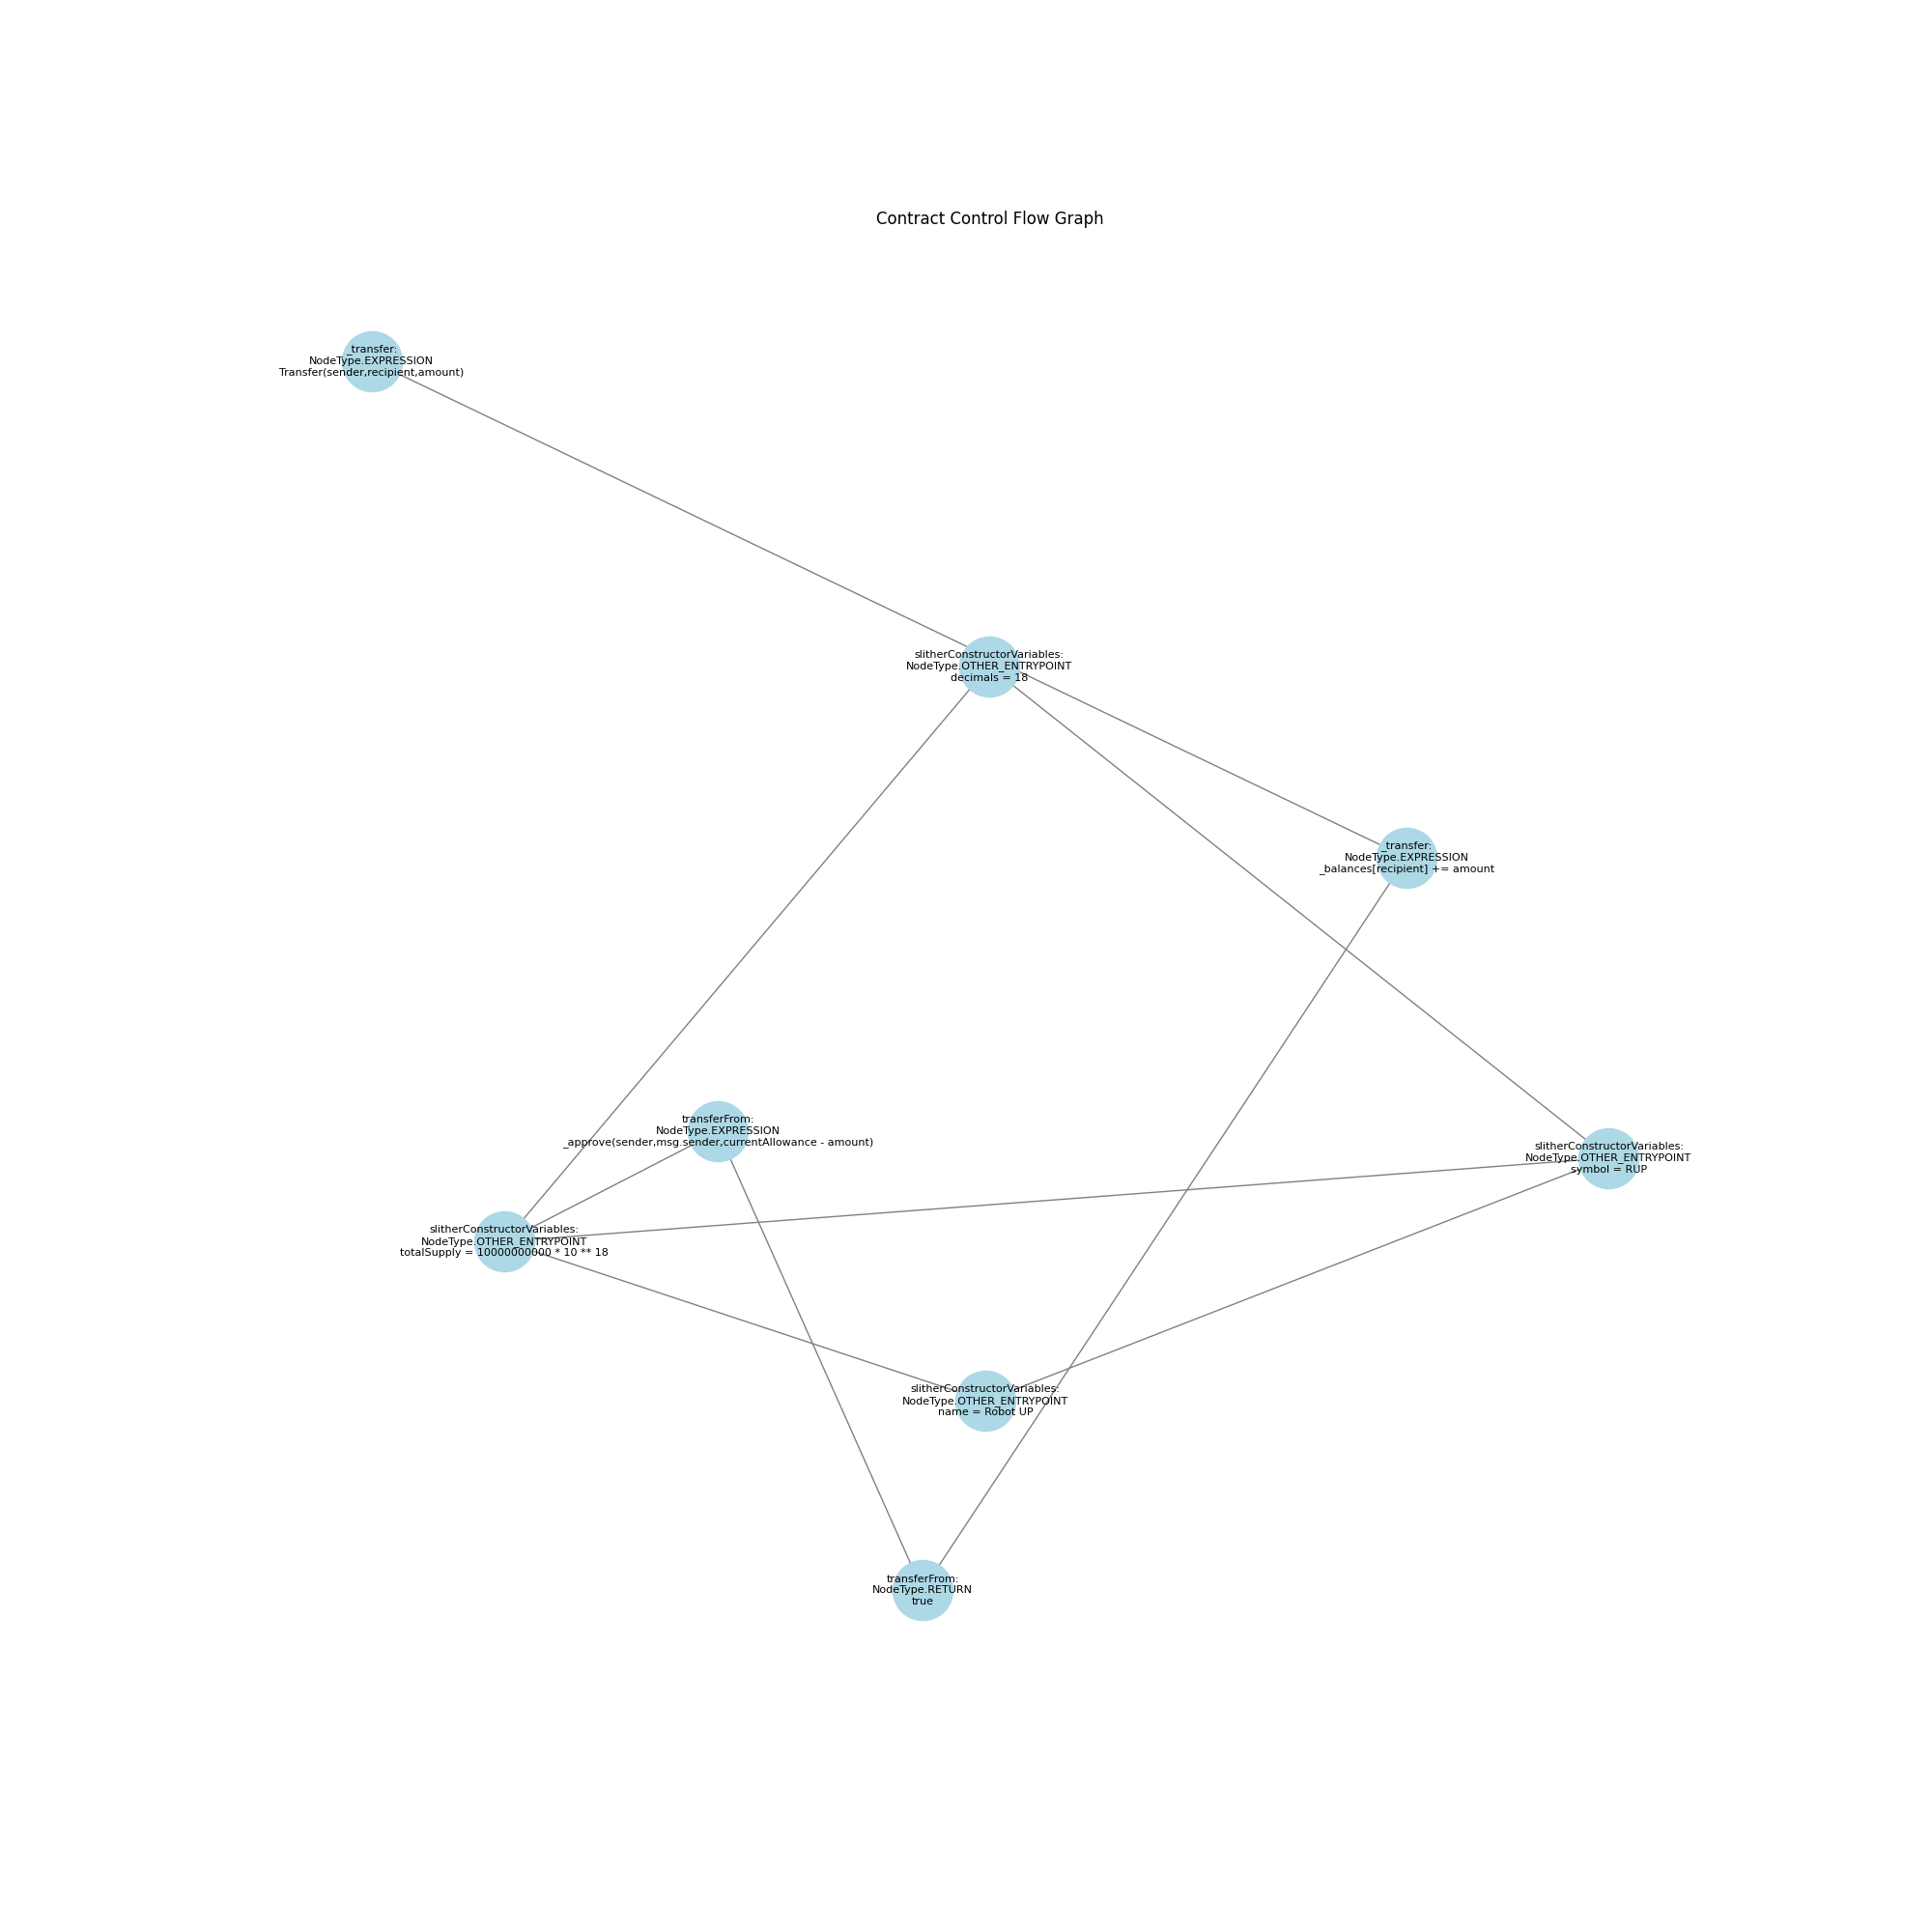 Contract Control Flow Graph
_transfer:
NodeType.EXPRESSION
Transfer(sender,recipient,amount)
slitherConstructorVariables:
NodeType.OTHER_ENTRYPOINT
decimals = 18
_transfer:
NodeType.EXPRESSION
_balances[recipient] += amount
transferFrom:
NodeType.EXPRESSION
_approve(sender,msg.sender,currentAllowance - amount)
slitherConstructorVariables:
NodeType.OTHER_ENTRYPOINT
symbol = RUP
slitherConstructorVariables:
NodeType.OTHER_ENTRYPOINT
totalSupply = 10000000000 * 10 ** 18
slitherConstructorVariables:
NodeType.OTHER_ENTRYPOINT
name = Robot UP
transferFrom:
NodeType.RETURN
true